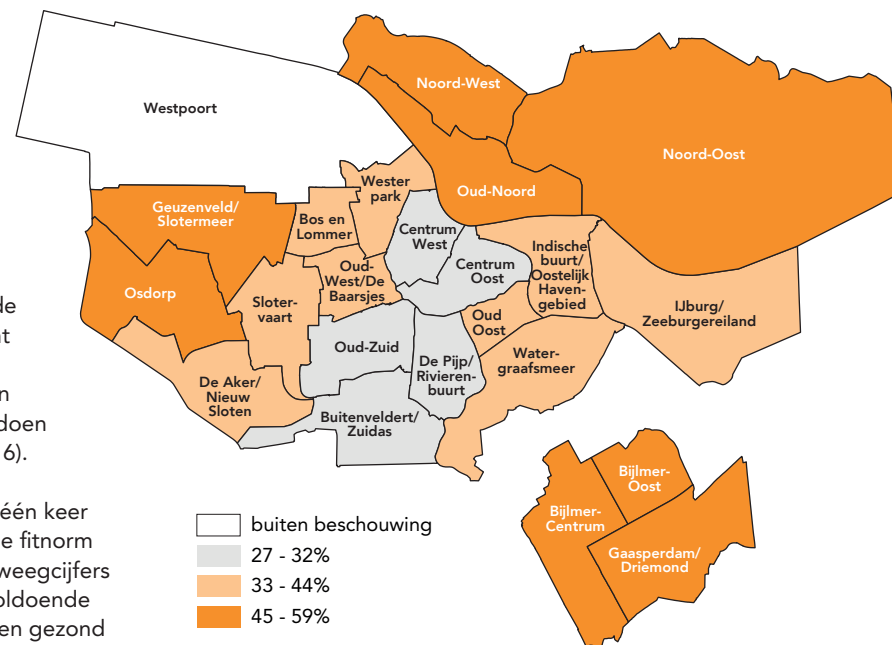 de
t
n
doen
6).
één keer
e fitnorm
weegcijfers
oldoende
en gezond
Westpoort
Noord-West
Noord-Oost
Oud-Noord
Wester
park
Geuzenveld/
Slotermeer
Bos en
Lommer
Centrum
West
Centrum
Oost
Indische
buurt/
Oostelijk
Haven-
gebied
Oud-
West/De
Baarsjes
Osdorp
Sloter-
vaart
IJburg/
Zeeburgereiland
Oud
Oost
Oud-Zuid
De Pijp/
Rivieren-
buurt
Water-
graafsmeer
De Aker/
Nieuw
Sloten
Buitenveldert/
Zuidas
Bijlmer-
Oost
Bijlmer-
Centrum
Gaasperdam/
Driemond
buiten beschouwing
27 - 32%
33 - 44%
45 - 59%